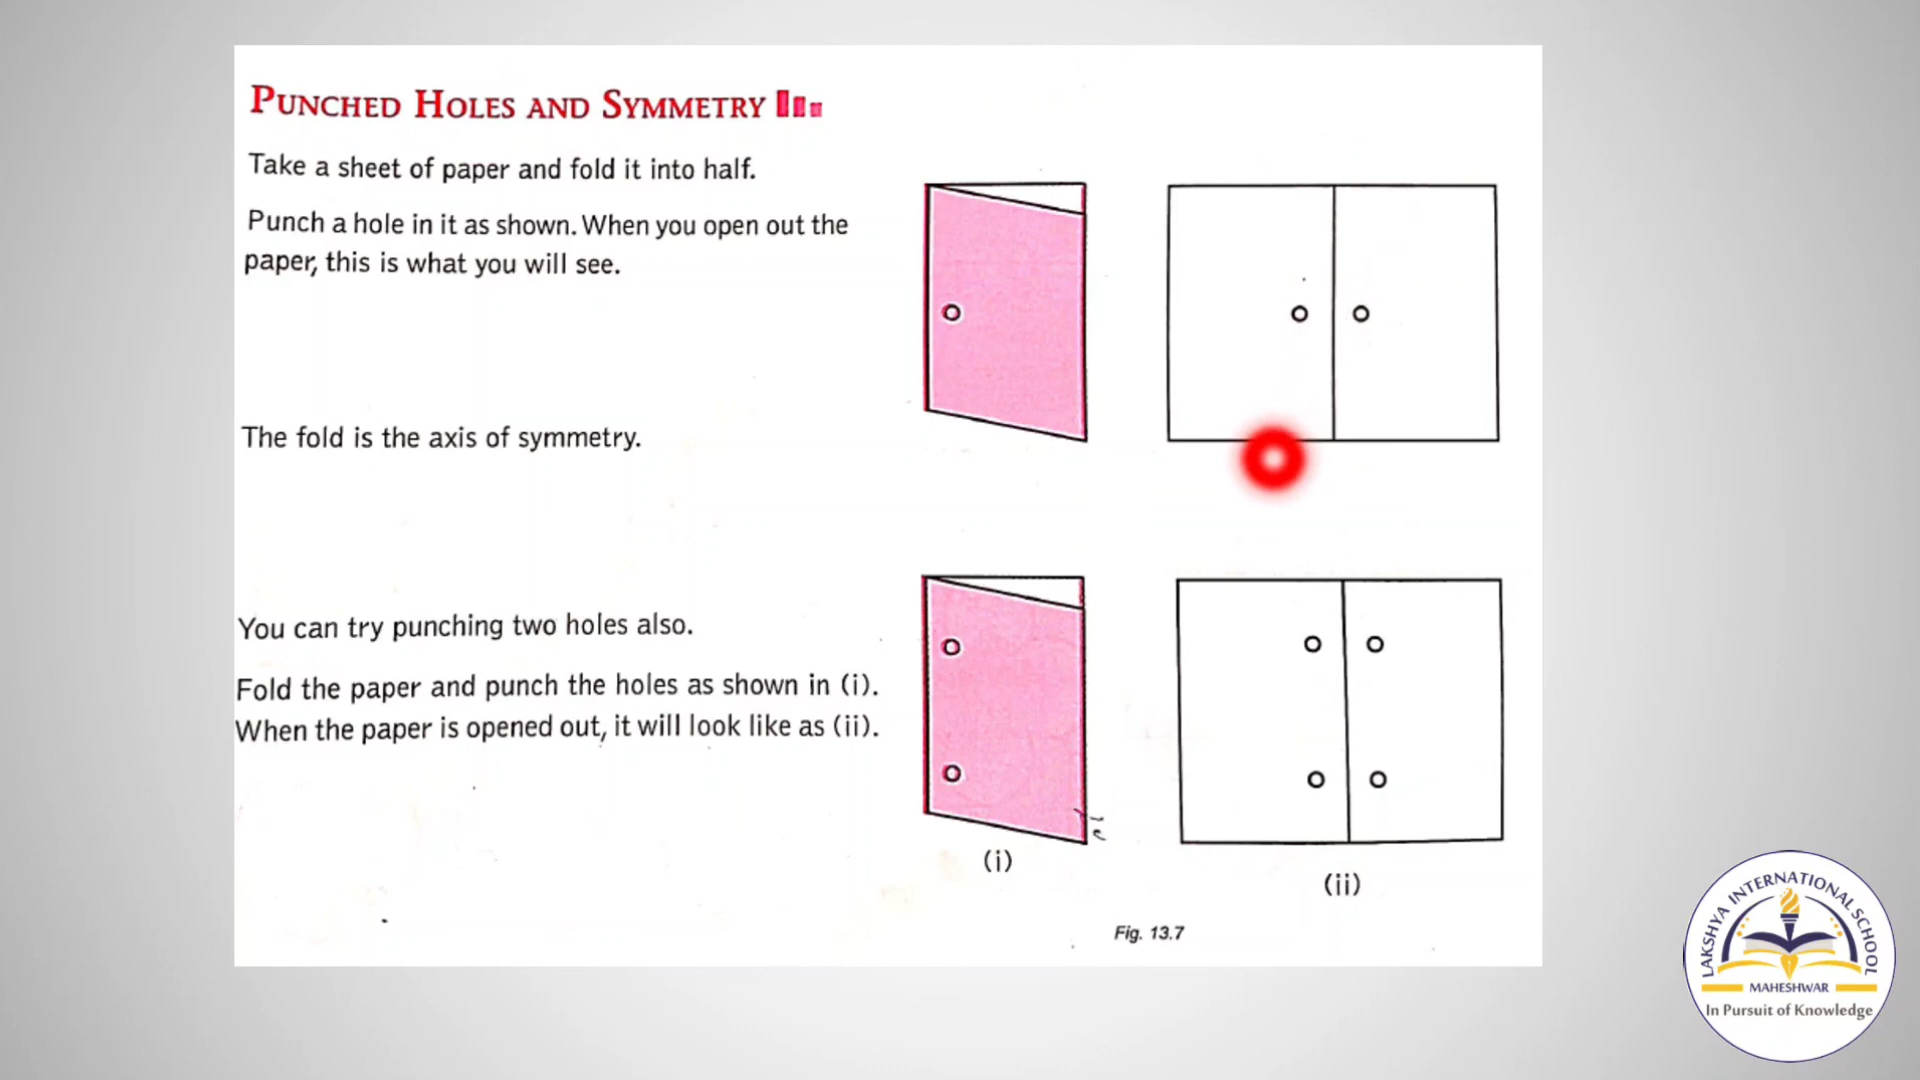 PUNCHED HOLES AND SYMMETRY
Take a sheet of paper and fold it into half.
Punch a hole in it as shown. When you open out the
paper, this is what you will see.
The fold is the axis of symmetry.
You can try punching two holes also.
Fold the paper and punch the holes as shown in (i).
When the paper is opened out, it will look like as (ii).
(i)
(ii)
Fig. 13.7
LAKSHYA INTERNATIONAL SCHOOL
MAHESHWAR
In Pursuit of Knowledge